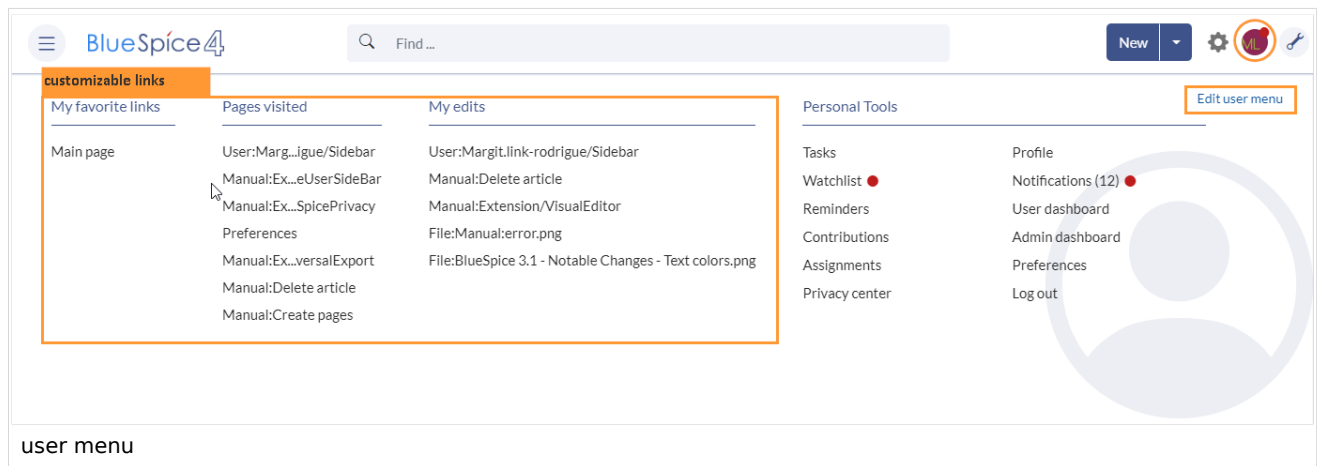 BlueSpice 4
Find ...
New
ML
customizable links
Edit user menu
My favorite links
Main page
Pages visited
User:Marg...igue/Sidebar
Manual:Ex...eUserSideBar
Manual:Ex...SpicePrivacy
Preferences
Manual:Ex...versalExport
Manual:Delete article
Manual:Create pages
My edits
User:Margit.link-rodrigue/Sidebar
Manual:Delete article
Manual:Extension/VisualEditor
File:Manual:error.png
File:BlueSpice 3.1 - Notable Changes - Text colors.png
Personal Tools
Tasks
Watchlist
Reminders
Contributions
Assignments
Privacy center
Profile
Notifications (12)
User dashboard
Admin dashboard
Preferences
Log out
user menu